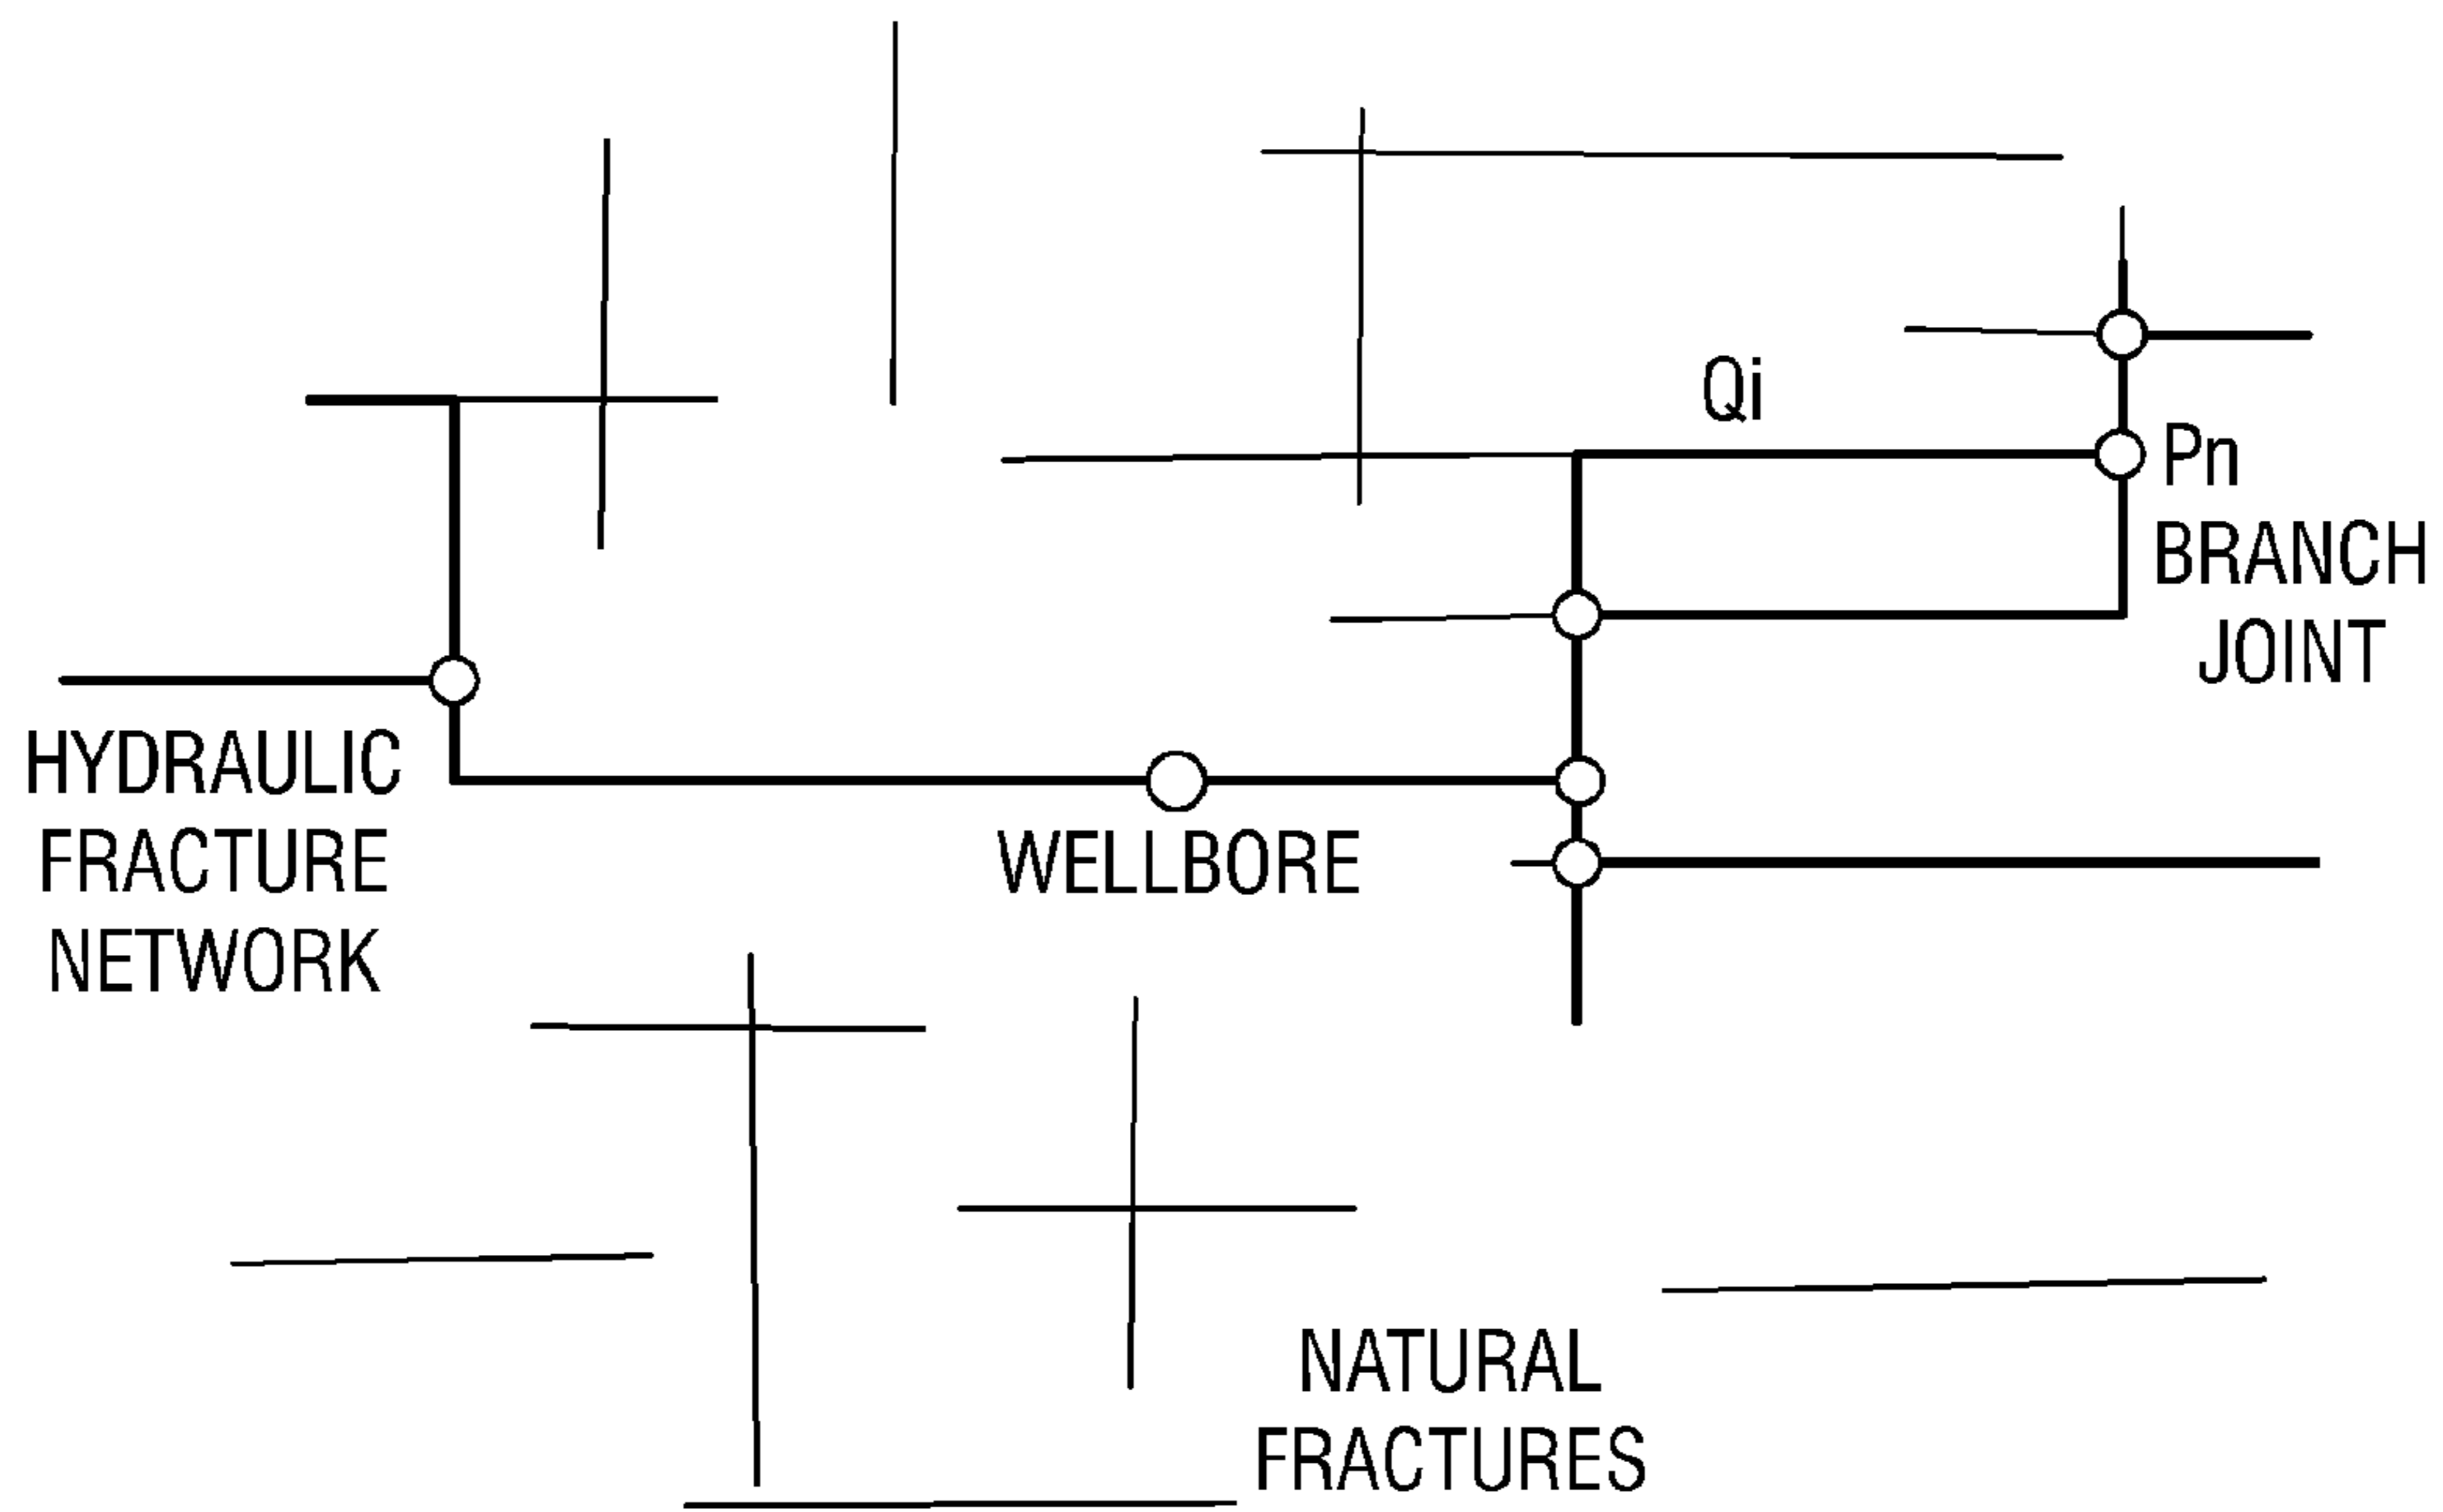 Qi
Pn
BRANCH
JOINT
HYDRAULIC
FRACTURE
NETWORK
WELLBORE
NATURAL
FRACTURES